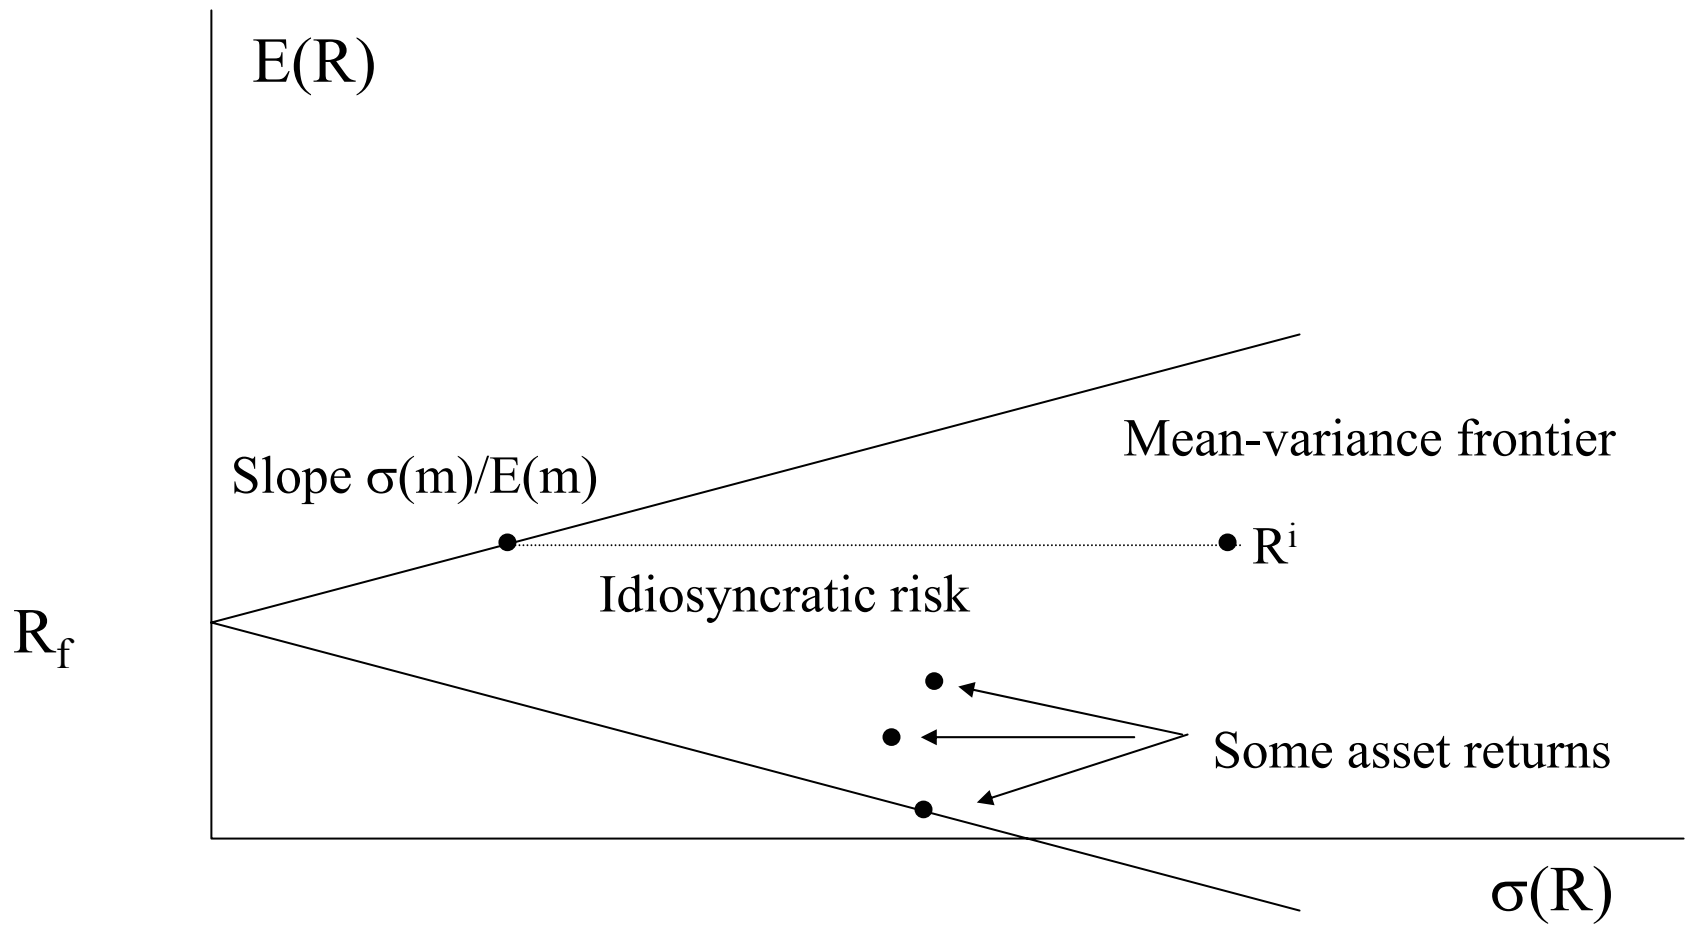 E(R)
Mean-variance frontier
Slope σ(m)/E(m)
Rⁱ
Idiosyncratic risk
R_f
Some asset returns
σ(R)